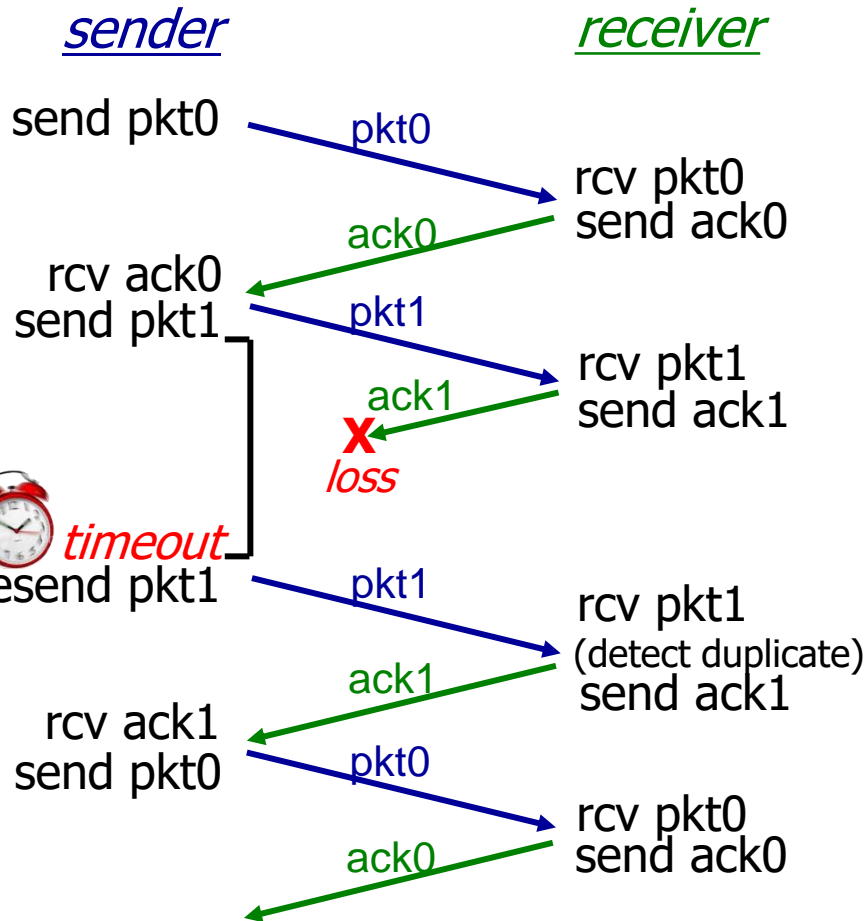 sender
receiver
send pkt0
pkt0
rcv pkt0
send ack0
ack0
rcv ack0
send pkt1
pkt1
rcv pkt1
send ack1
ack1
X
loss
timeout
esend pkt1
pkt1
rcv pkt1
(detect duplicate)
send ack1
ack1
rcv ack1
send pkt0
pkt0
rcv pkt0
send ack0
ack0